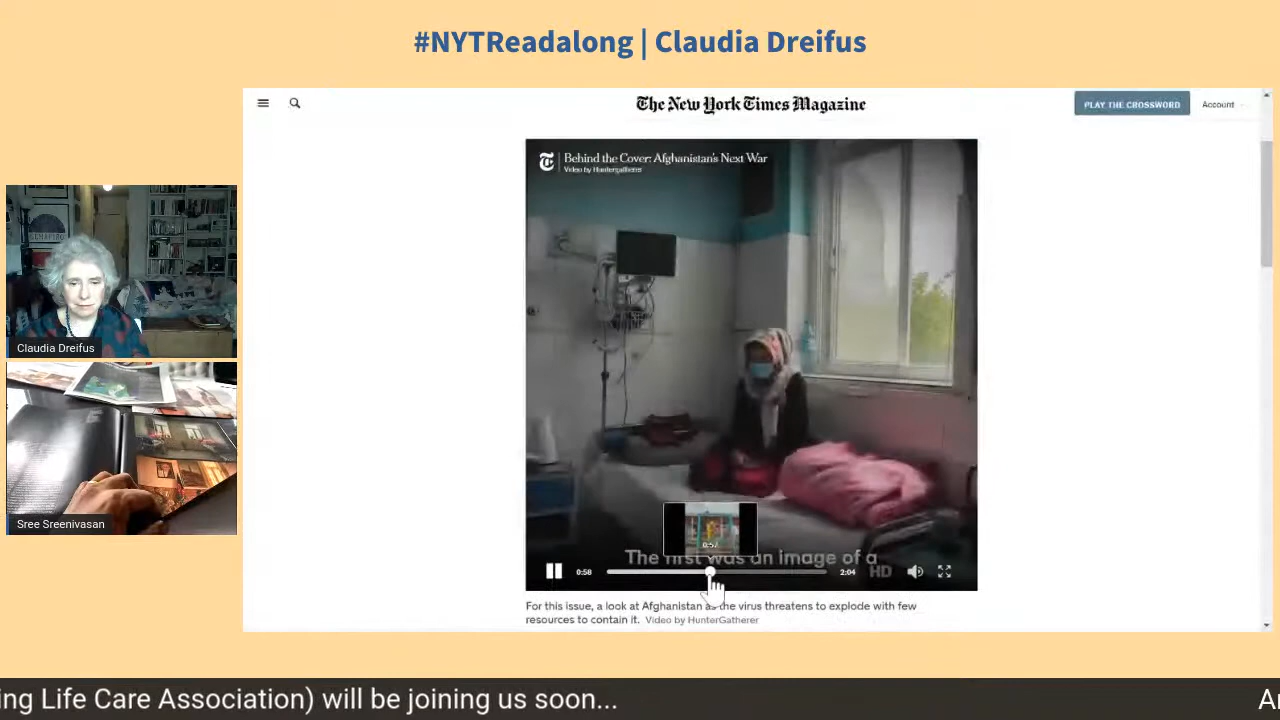 #NYTReadalong | Claudia Dreifus
The New York Times Magazine
PLAY THE CROSSWORD
Account
Behind the Cover: Afghanistan's Next War
Video by Huntergatherer
Claudia Dreifus
Sree Sreenivasan
0:57
The first was an image of a
0:58
2:04
HD
For this issue, a look at Afghanistan as the virus threatens to explode with few
resources to contain it. Video by HunterGatherer
ing Life Care Association) will be joining us soon...